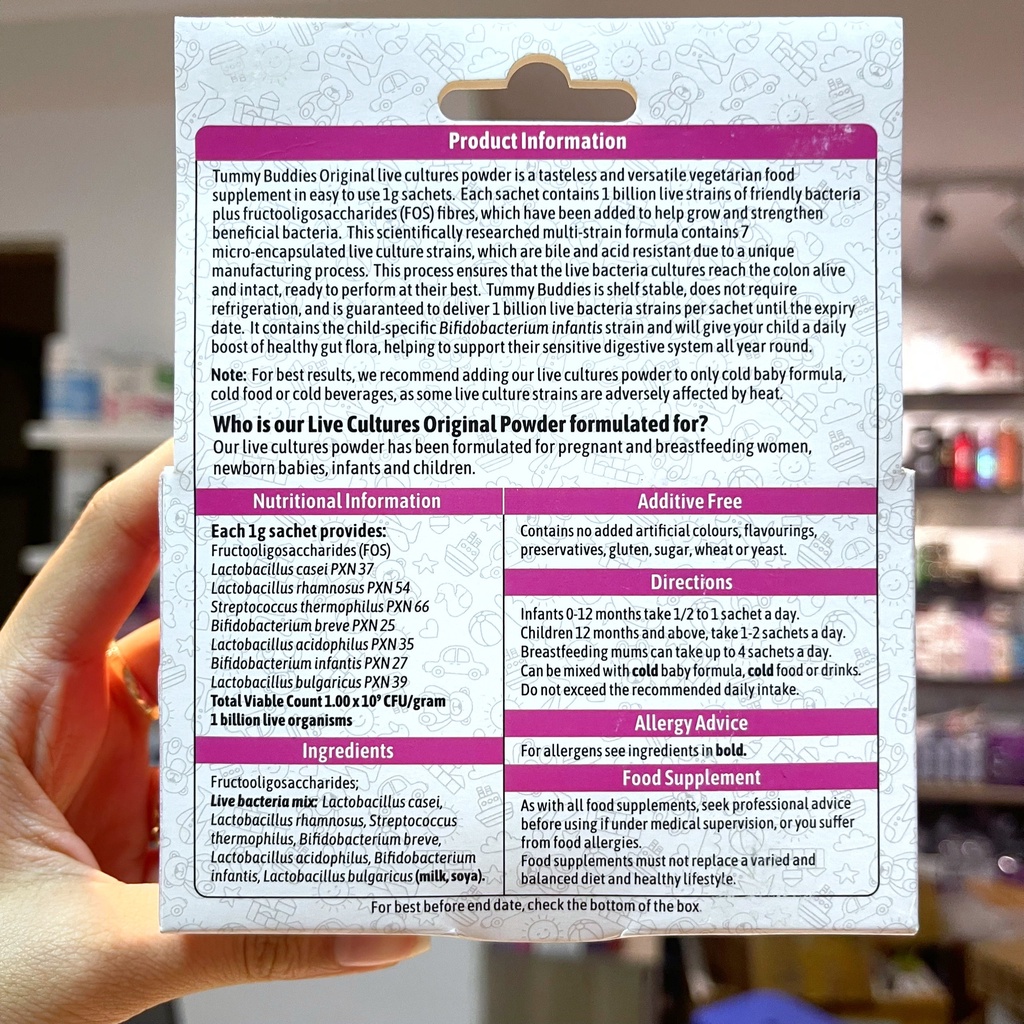 Product Information
Tummy Buddies Original live cultures powder is a tasteless and versatile vegetarian food
supplement in easy to use 1g sachets. Each sachet contains 1 billion live strains of friendly bacteria
plus fructooligosaccharides (FOS) fibres, which have been added to help grow and strengthen
beneficial bacteria. This scientifically researched multi-strain formula contains 7
micro-encapsulated live culture strains, which are bile and acid resistant due to a unique
manufacturing process. This process ensures that the live bacteria cultures reach the colon alive
and intact, ready to perform at their best. Tummy Buddies is shelf stable, does not require
refrigeration, and is guaranteed to deliver 1 billion live bacteria strains per sachet until the expiry
date. It contains the child-specific Bifidobacterium infantis strain and will give your child a daily
boost of healthy gut flora, helping to support their sensitive digestive system all year round.
Note: For best results, we recommend adding our live cultures powder to only cold baby formula,
cold food or cold beverages, as some live culture strains are adversely affected by heat.
Who is our Live Cultures Original Powder formulated for?
Our live cultures powder has been formulated for pregnant and breastfeeding women,
newborn babies, infants and children.
Nutritional Information
Each 1g sachet provides:
Fructooligosaccharides (FOS)
Lactobacillus casei PXN 37
Lactobacillus rhamnosus PXN 54
Streptococcus thermophilus PXN 66
Bifidobacterium breve PXN 25
Lactobacillus acidophilus PXN 35
Bifidobacterium infantis PXN 27
Lactobacillus bulgaricus PXN 39
Total Viable Count 1.00 x 10⁹ CFU/gram
1 billion live organisms
Ingredients
Fructooligosaccharides;
Live bacteria mix: Lactobacillus casei,
Lactobacillus rhamnosus, Streptococcus
thermophilus, Bifidobacterium breve,
Lactobacillus acidophilus, Bifidobacterium
infantis, Lactobacillus bulgaricus (milk, soya).
Additive Free
Contains no added artificial colours, flavourings,
preservatives, gluten, sugar, wheat or yeast.
Directions
Infants 0-12 months take 1/2 to 1 sachet a day.
Children 12 months and above, take 1-2 sachets a day.
Breastfeeding mums can take up to 4 sachets a day.
Can be mixed with cold baby formula, cold food or drinks.
Do not exceed the recommended daily intake.
Allergy Advice
For allergens see ingredients in bold.
Food Supplement
As with all food supplements, seek professional advice
before using if under medical supervision, or you suffer
from food allergies.
Food supplements must not replace a varied and
balanced diet and healthy lifestyle.
For best before end date, check the bottom of the box.